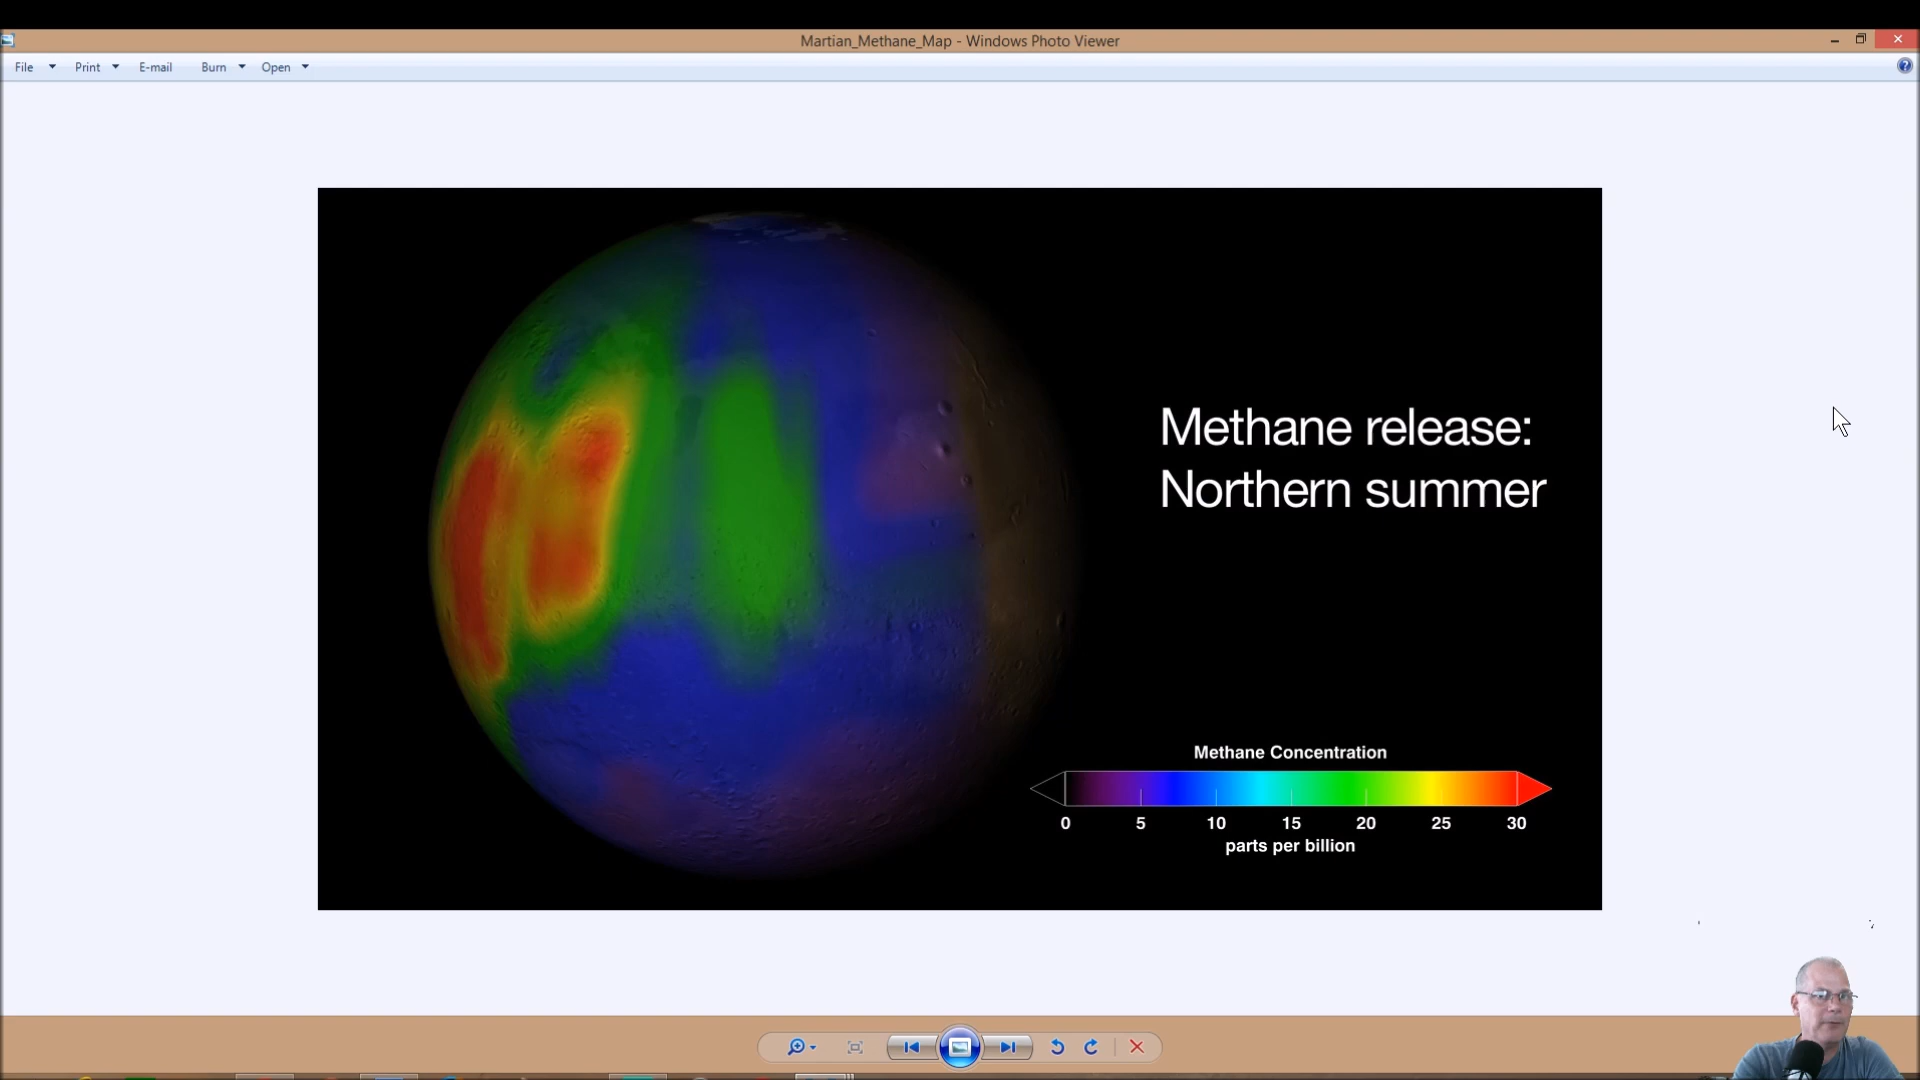 Martian_Methane_Map - Windows Photo Viewer
File Print E-mail Burn Open
Methane release:
Northern summer
Methane Concentration
0 5 10 15 20 25 30
parts per billion